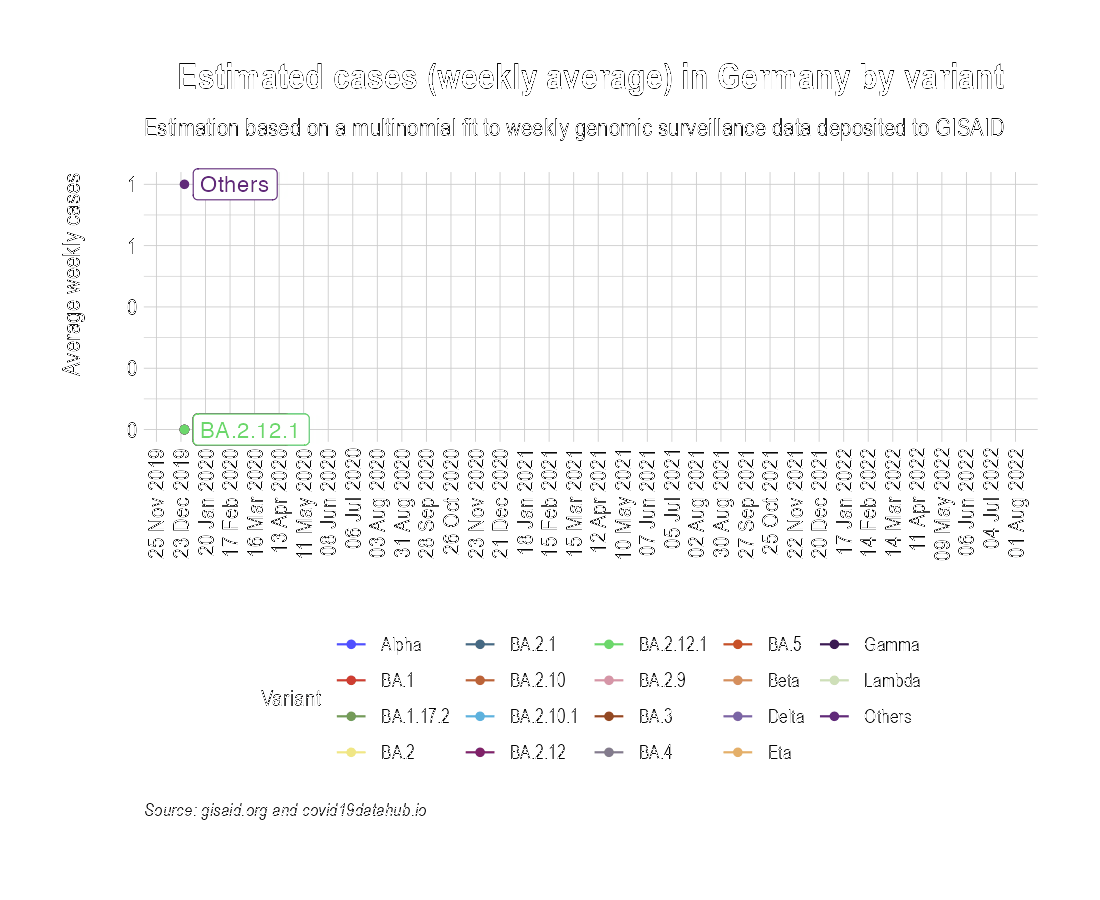 Estimated cases (weekly average) in Germany by variant
Estimation based on a multinomial fit to weekly genomic surveillance data deposited to GISAID
Average weekly cases
1
1
0
0
0
Others
BA.2.12.1
25 Nov 2019
23 Dec 2019
20 Jan 2020
17 Feb 2020
16 Mar 2020
13 Apr 2020
11 May 2020
08 Jun 2020
06 Jul 2020
03 Aug 2020
31 Aug 2020
28 Sep 2020
26 Oct 2020
23 Nov 2020
21 Dec 2020
18 Jan 2021
15 Feb 2021
15 Mar 2021
12 Apr 2021
10 May 2021
07 Jun 2021
05 Jul 2021
02 Aug 2021
30 Aug 2021
27 Sep 2021
25 Oct 2021
22 Nov 2021
20 Dec 2021
17 Jan 2022
14 Feb 2022
14 Mar 2022
11 Apr 2022
09 May 2022
06 Jun 2022
04 Jul 2022
01 Aug 2022
Variant
Alpha
BA.1
BA.1.17.2
BA.2
BA.2.1
BA.2.10
BA.2.10.1
BA.2.12
BA.2.12.1
BA.2.9
BA.3
BA.4
BA.5
Beta
Delta
Eta
Gamma
Lambda
Others
Source: gisaid.org and covid19datahub.io